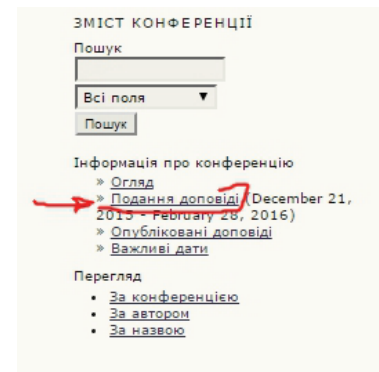 ЗМІСТ КОНФЕРЕНЦІЇ
Пошук
Всі поля
Пошук
Інформація про конференцію
» Огляд
» Подання доповіді (December 21,
2015 - February 28, 2016)
» Опубліковані доповіді
» Важливі дати
Перегляд
• За конференцією
• За автором
• За назвою